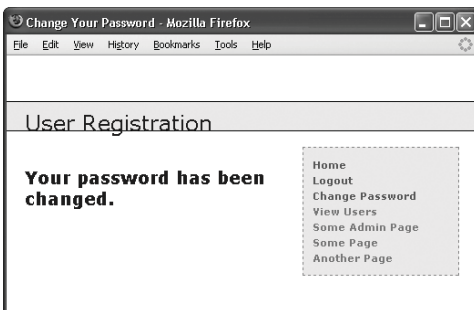 Change Your Password - Mozilla Firefox
File Edit View History Bookmarks Tools Help
User Registration
Your password has been
changed.
Home
Logout
Change Password
View Users
Some Admin Page
Some Page
Another Page